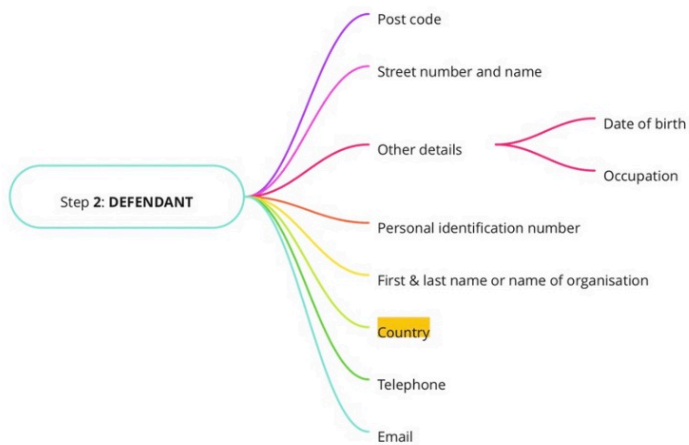 Post code
Street number and name
Date of birth
Other details
Occupation
Step 2: DEFENDANT
Personal identification number
First & last name or name of organisation
Country
Telephone
Email